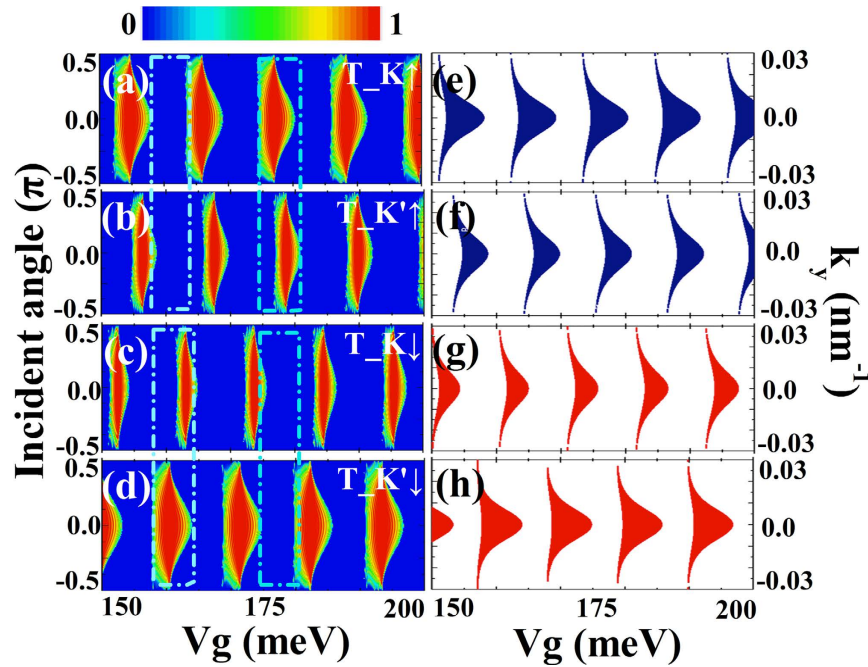 0 1
(a) T_K↑
(b) T_K'↑
(c) T_K↓
(d) T_K'↓
0.5
0.0
-0.5
0.5
0.0
-0.5
0.5
0.0
-0.5
0.5
0.0
-0.5
Incident angle (π)
150 175 200
Vg (meV)
(e)
(f)
(g)
(h)
0.03
0.0
-0.03
0.03
0.0
-0.03
0.03
0.0
-0.03
0.03
0.0
-0.03
k_y (nm^-1)
150 175 200
Vg (meV)